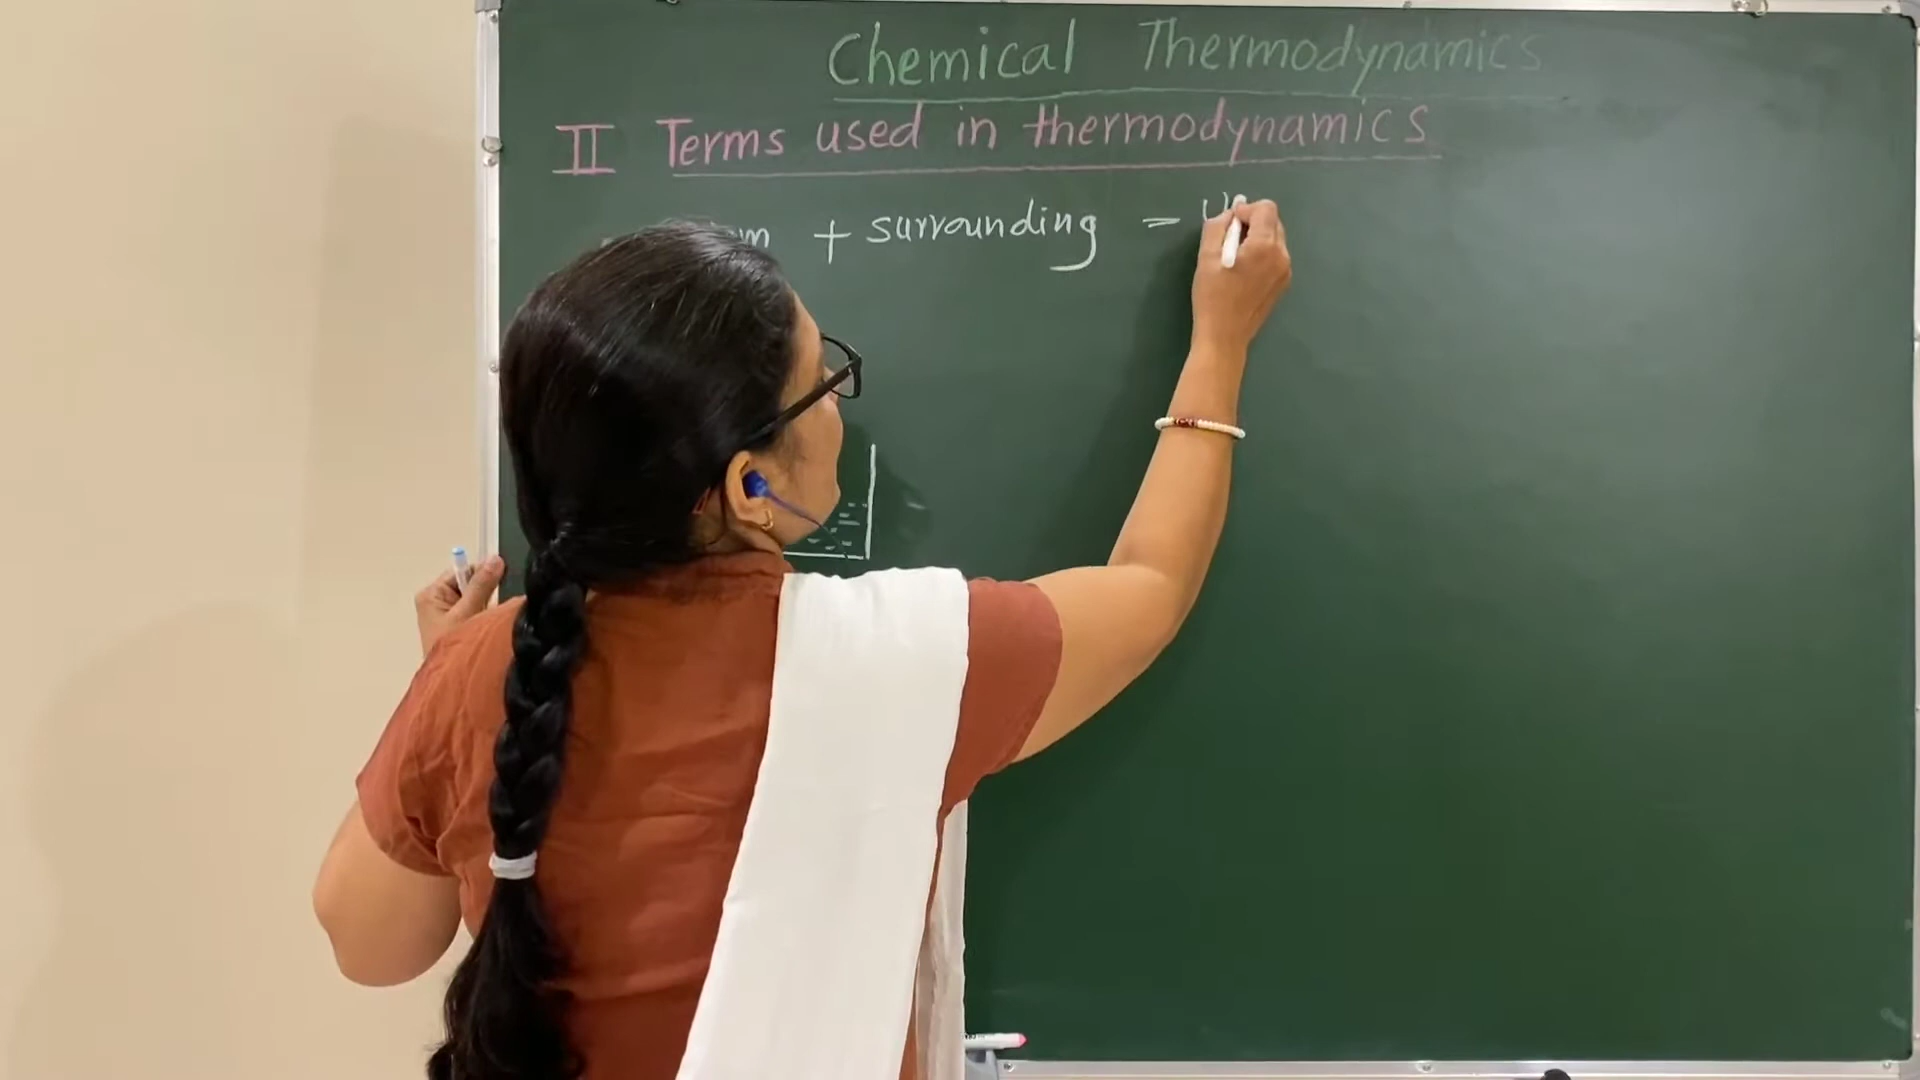 Chemical Thermodynamics
II Terms used in thermodynamics
+ surrounding =